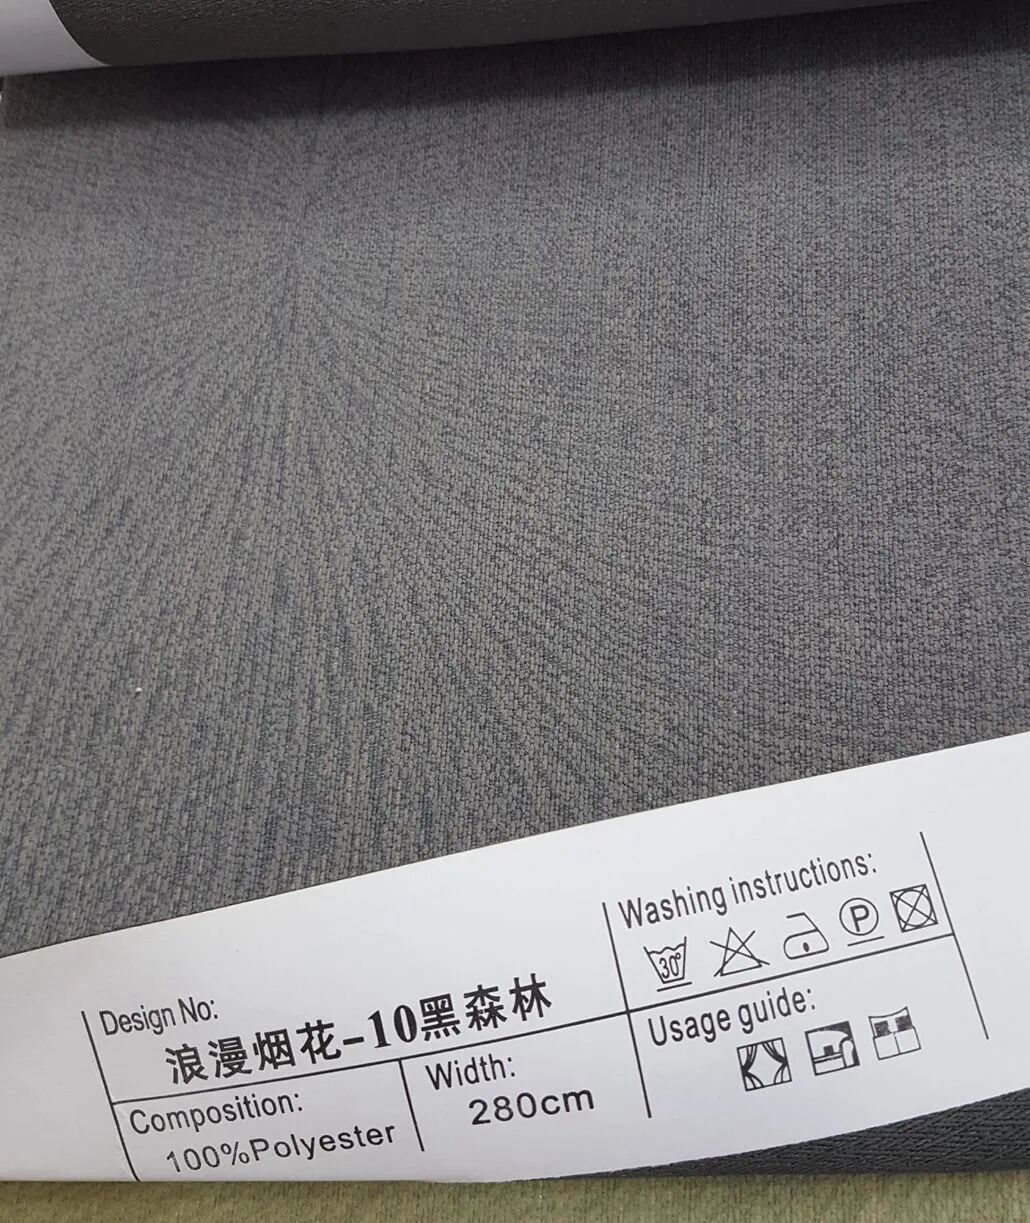 Design No:
浪漫烟花-10黑森林
Composition:
100%Polyester
Width:
280cm
Washing instructions:
30°
P
Usage guide: